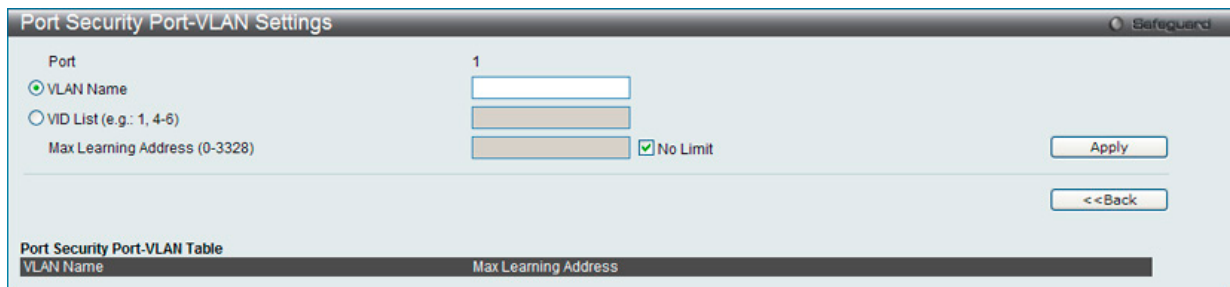 Port Security Port-VLAN Settings Safeguard
Port 1
VLAN Name
VID List (e.g.: 1, 4-6)
Max Learning Address (0-3328) No Limit Apply
<<Back
Port Security Port-VLAN Table
VLAN Name Max Learning Address